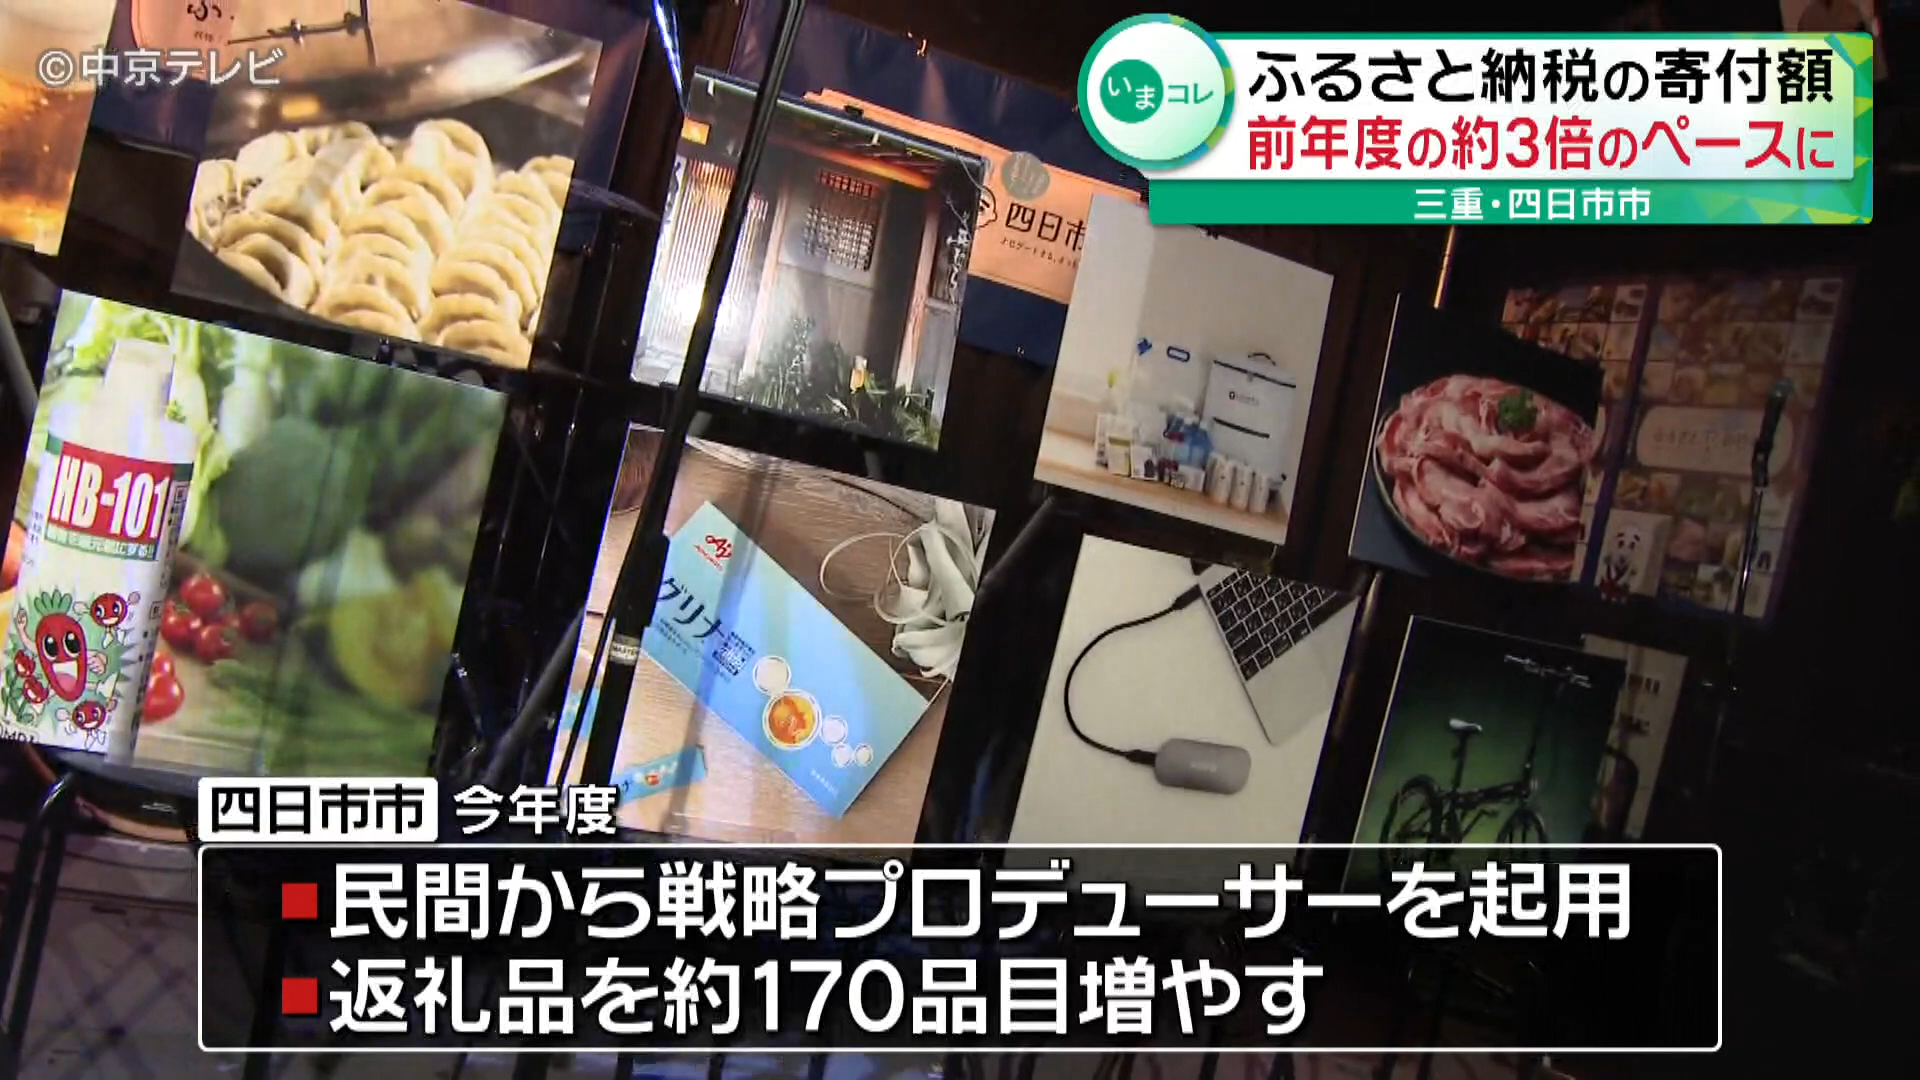 ©中京テレビ
いまコレ
ふるさと納税の寄付額
前年度の約3倍のペースに
三重・四日市市
四日市
HB-101
グリナ
四日市市 今年度
■民間から戦略プロデューサーを起用
■返礼品を約170品目増やす